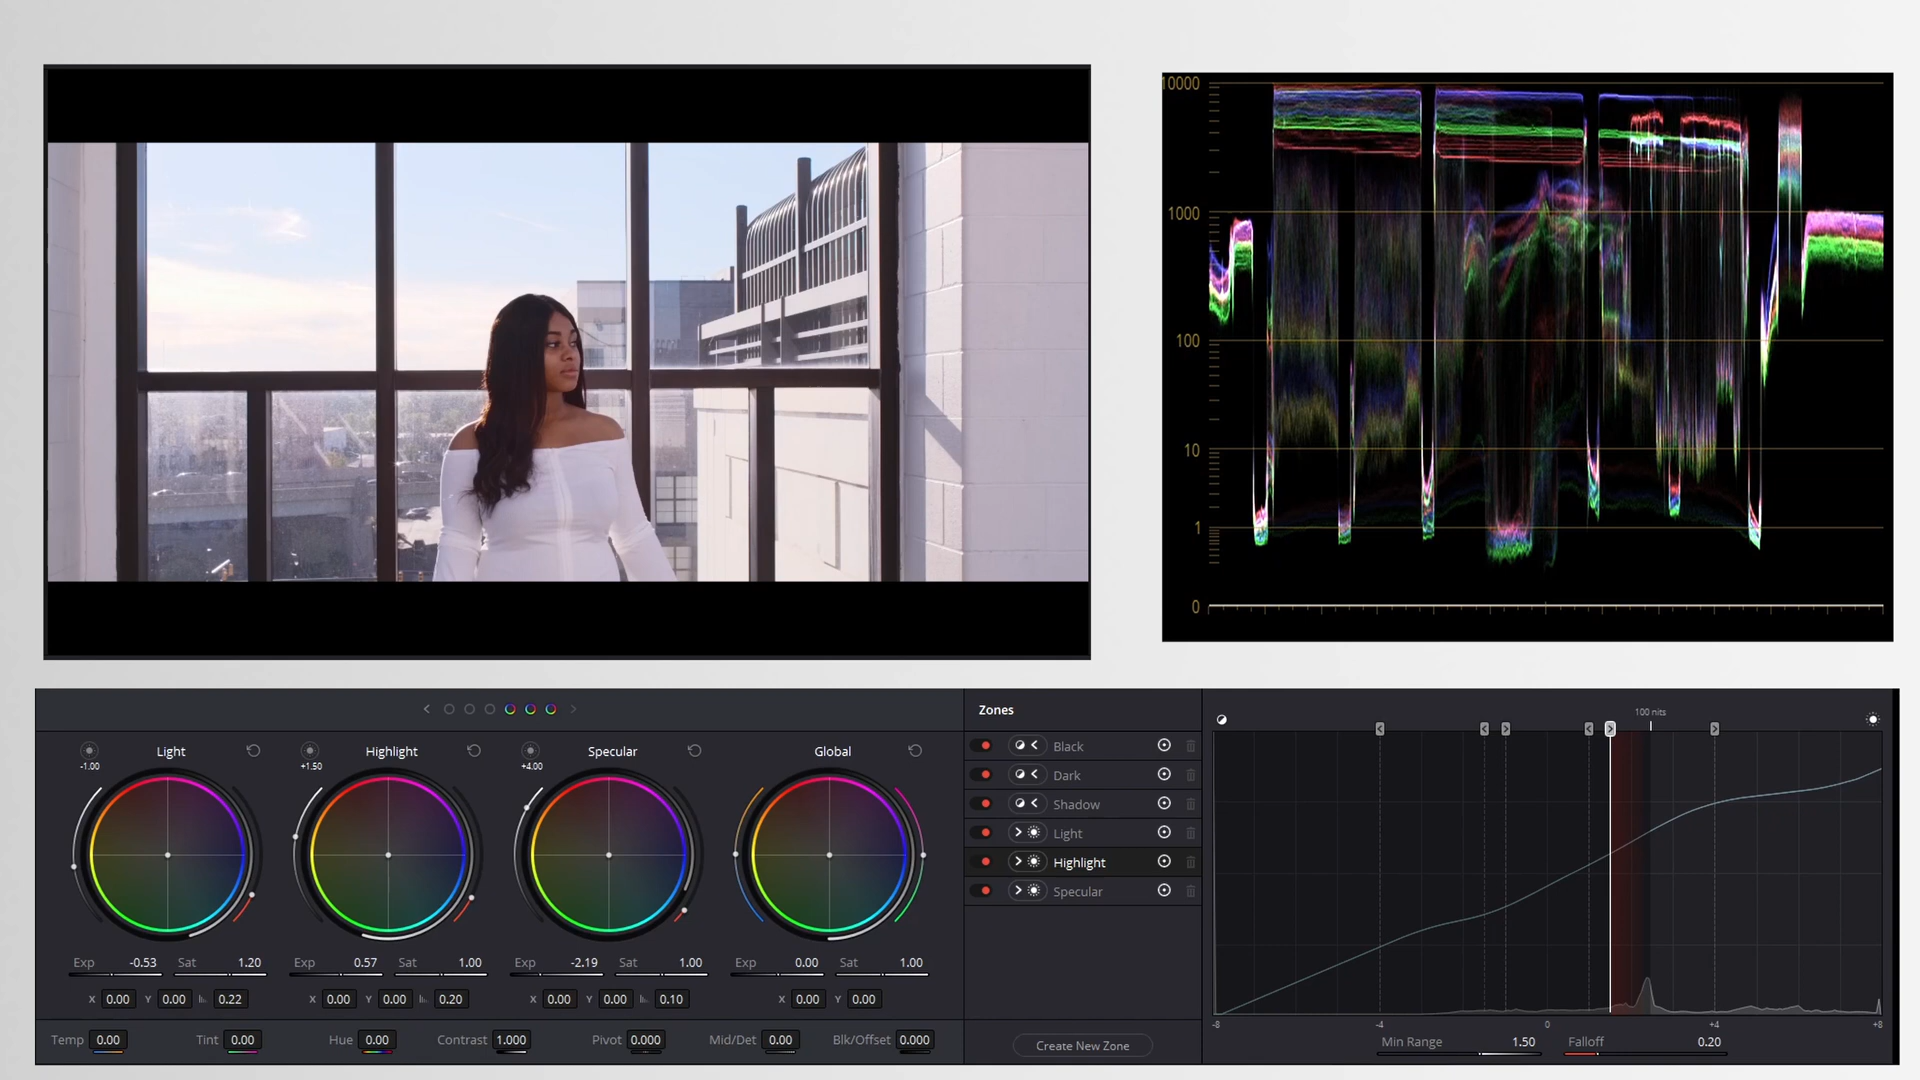 10000
1000
100
10
1
0
Light
Highlight
Specular
Global
-1.00
+1.50
+4.00
Exp -0.53 Sat 1.20
Exp 0.57 Sat 1.00
Exp -2.19 Sat 1.00
Exp 0.00 Sat 1.00
X 0.00 Y 0.00 0.22
X 0.00 Y 0.00 0.20
X 0.00 Y 0.00 0.10
X 0.00 Y 0.00
Temp 0.00 Tint 0.00 Hue 0.00 Contrast 1.000 Pivot 0.000 Mid/Det 0.00 Blk/Offset 0.000
Zones
Black
Dark
Shadow
Light
Highlight
Specular
Create New Zone
100 nits
-8 -4 0 +4 +8
Min Range 1.50 Falloff 0.20